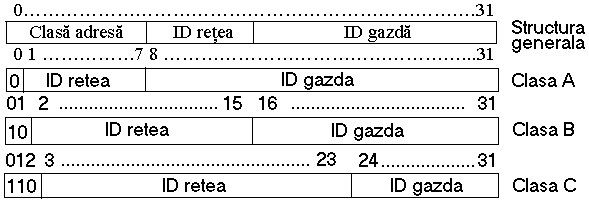 0……………………………………………………………31
Clasă adresă ID rețea ID gazdă Structura generala
0 1 ……………7 8 ……………………………………………31
0 ID retea ID gazda Clasa A
01 2 ................................ 15 16 ........................................ 31
10 ID retea ID gazda Clasa B
012 3 .................................................... 23 24 ................... 31
110 ID retea ID gazda Clasa C